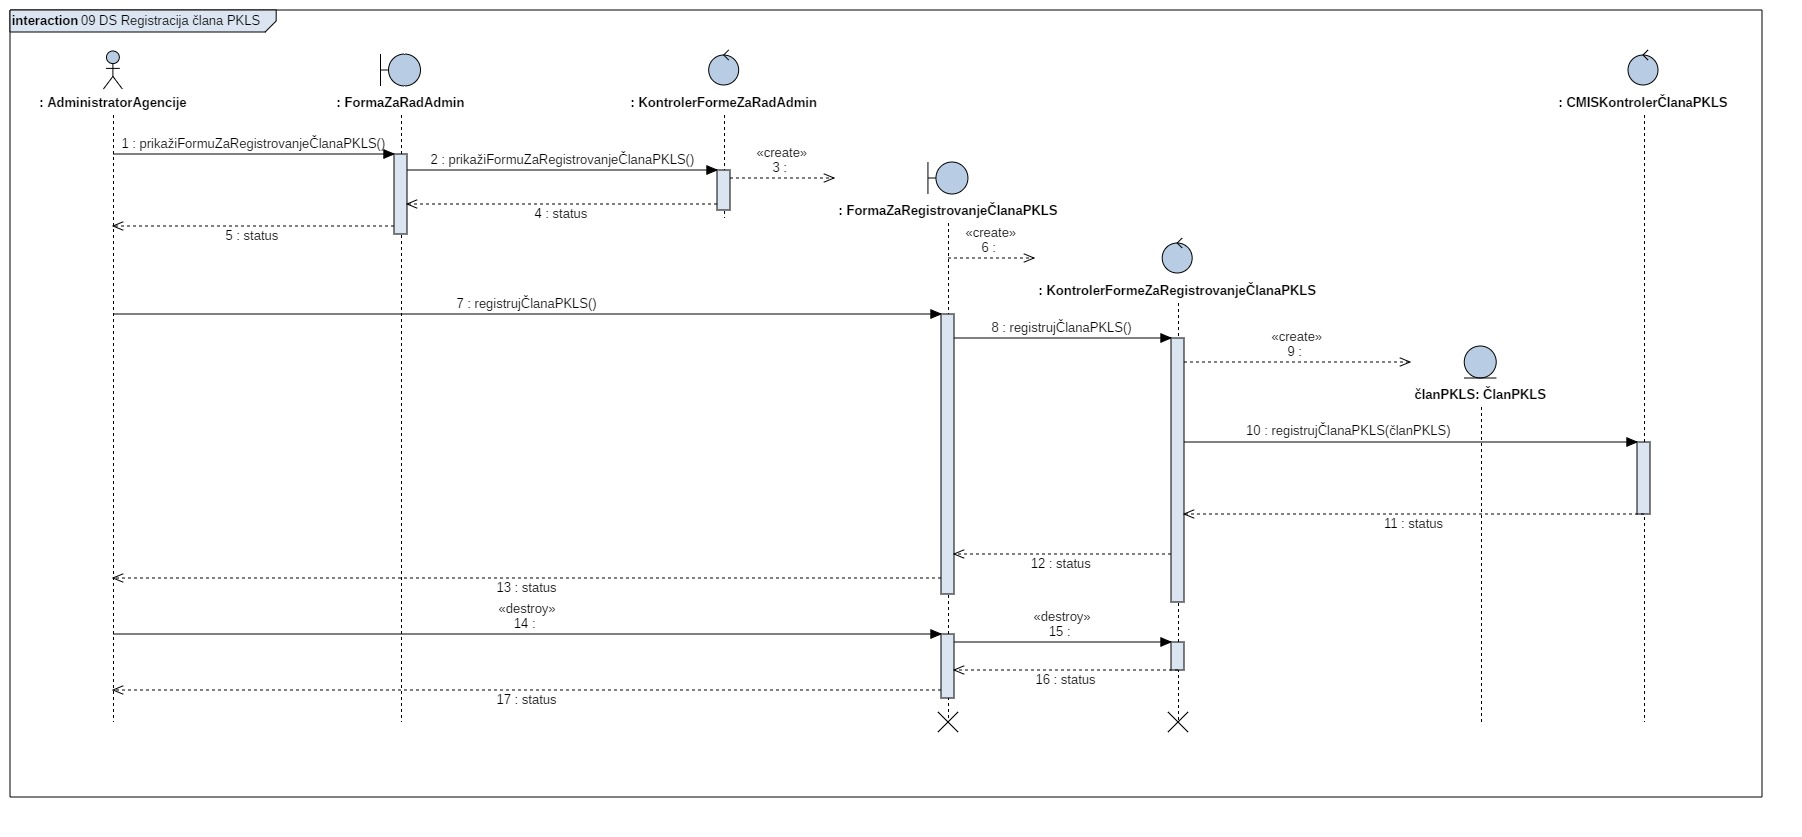 interaction 09 DS Registracija člana PKLS
: AdministratorAgencije
: FormaZaRadAdmin
: KontrolerFormeZaRadAdmin
: CMISKontrolerČlanaPKLS
1 : prikažiFormuZaRegistrovanjeČlanaPKLS()
2 : prikažiFormuZaRegistrovanjeČlanaPKLS()
«create»
3 :
: FormaZaRegistrovanjeČlanaPKLS
4 : status
5 : status
«create»
6 :
: KontrolerFormeZaRegistrovanjeČlanaPKLS
7 : registrujČlanaPKLS()
8 : registrujČlanaPKLS()
«create»
9 :
članPKLS: ČlanPKLS
10 : registrujČlanaPKLS(članPKLS)
11 : status
12 : status
13 : status
«destroy»
14 :
«destroy»
15 :
16 : status
17 : status